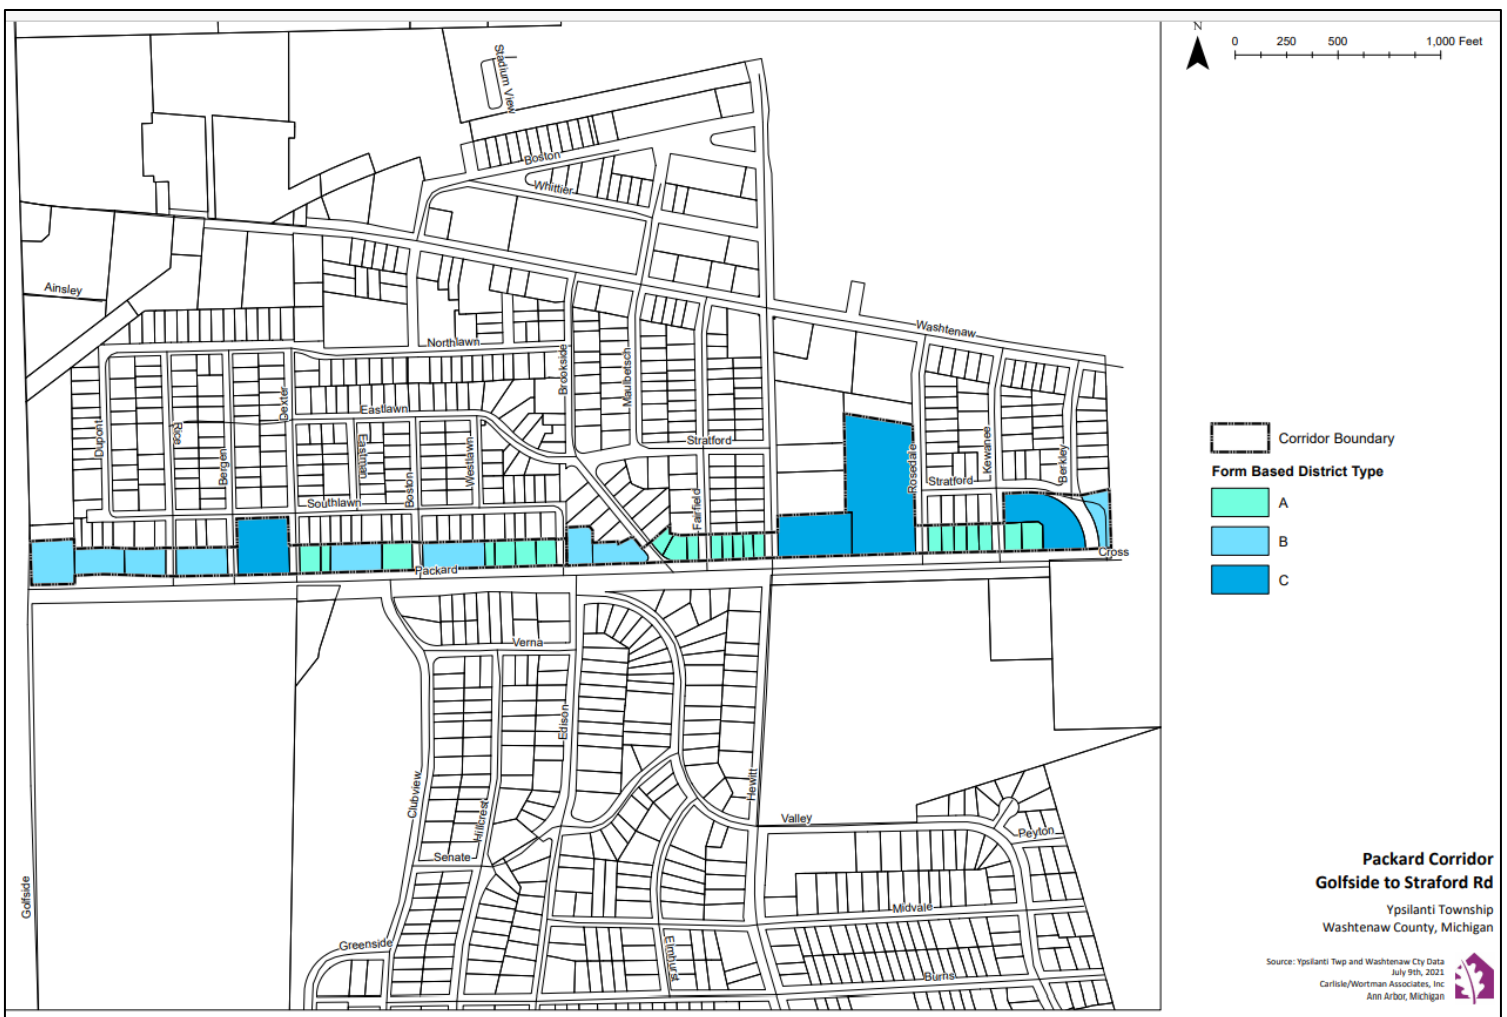 N
0 250 500 1,000 Feet
Stadium View
Boston
Whittier
Ainsley
Washtenaw
Northlawn
Brookside
Maulbetsch
Dexter
Eastlawn
Dupont
Rice
Bergen
Eastman
Boston
Westlawn
Stratford
Fairfield
Rosedale
Kewanee
Berkley
Stratford
Southlawn
Packard
Cross
Corridor Boundary
Form Based District Type
A
B
C
Verna
Edison
Clubview
Hillcrest
Hewitt
Valley
Peyton
Senate
Golfside
Midvale
Greenside
Elmhurst
Burns
Packard Corridor
Golfside to Straford Rd
Ypsilanti Township
Washtenaw County, Michigan
Source: Ypsilanti Twp and Washtenaw Cty Data
July 9th, 2021
Carlisle/Wortman Associates, Inc
Ann Arbor, Michigan